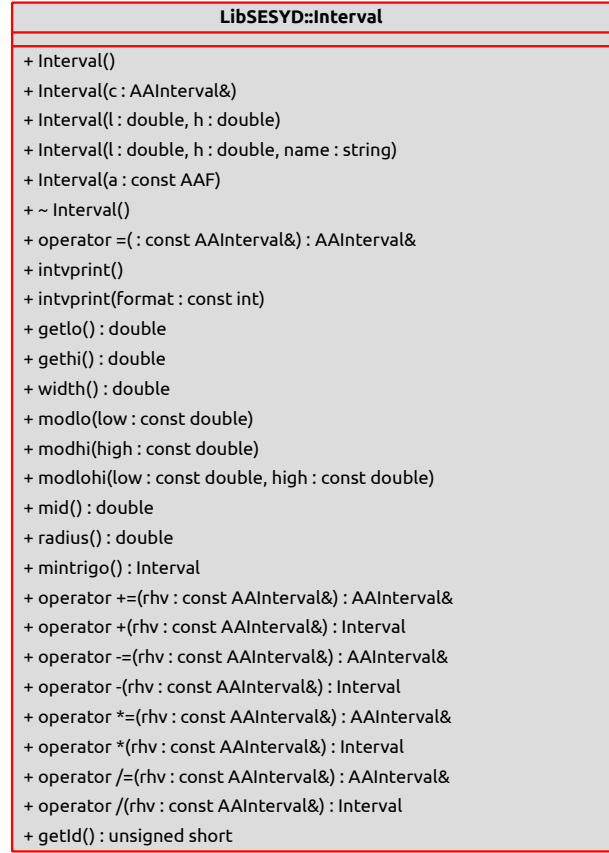 LibSESYD::Interval
+ Interval()
+ Interval(c : AAInterval&)
+ Interval(l : double, h : double)
+ Interval(l : double, h : double, name : string)
+ Interval(a : const AAF)
+ ~ Interval()
+ operator =( : const AAInterval&) : AAInterval&
+ intvprint()
+ intvprint(format : const int)
+ getlo() : double
+ gethi() : double
+ width() : double
+ modlo(low : const double)
+ modhi(high : const double)
+ modlohi(low : const double, high : const double)
+ mid() : double
+ radius() : double
+ mintrigo() : Interval
+ operator +=(rhv : const AAInterval&) : AAInterval&
+ operator +(rhv : const AAInterval&) : Interval
+ operator -=(rhv : const AAInterval&) : AAInterval&
+ operator -(rhv : const AAInterval&) : Interval
+ operator *=(rhv : const AAInterval&) : AAInterval&
+ operator *(rhv : const AAInterval&) : Interval
+ operator /=(rhv : const AAInterval&) : AAInterval&
+ operator /(rhv : const AAInterval&) : Interval
+ getId() : unsigned short